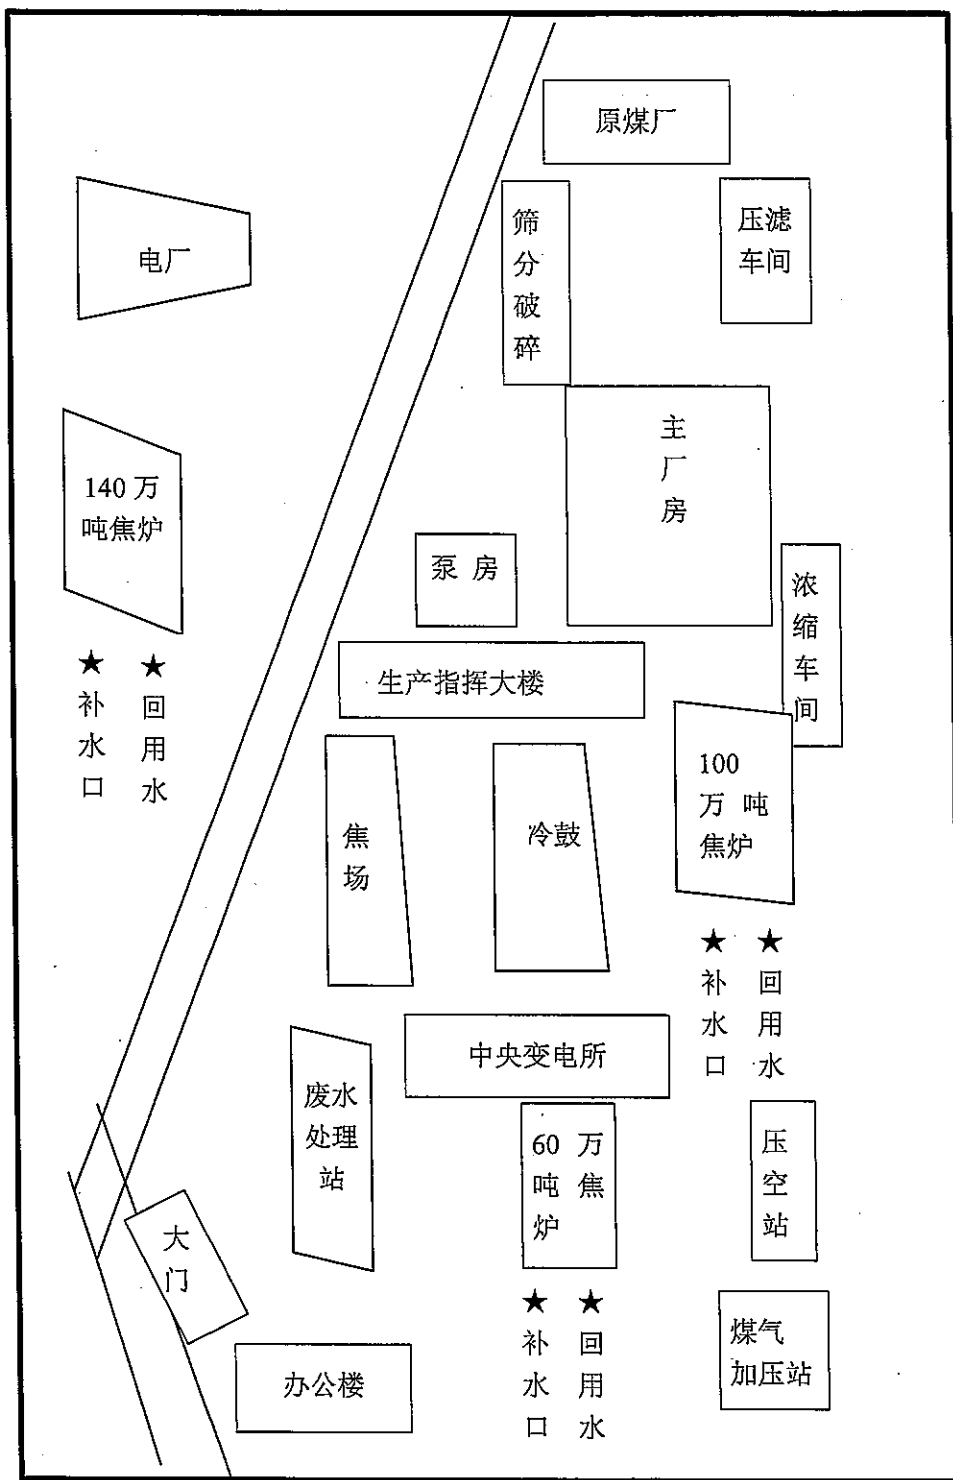 原煤厂
筛
分
破
碎
压滤
车间
电厂
主
厂
房
140 万
吨焦炉
泵 房
浓
缩
车
间
★ ★
补 回
水 用
口 水
生产指挥大楼
100
万 吨
焦炉
焦
场
冷鼓
★ ★
补 回
水 用
口 水
中央变电所
废水
处理
站
60 万
吨 焦
炉
压
空
站
大
门
★ ★
补 回
水 用
口 水
煤气
加压站
办公楼